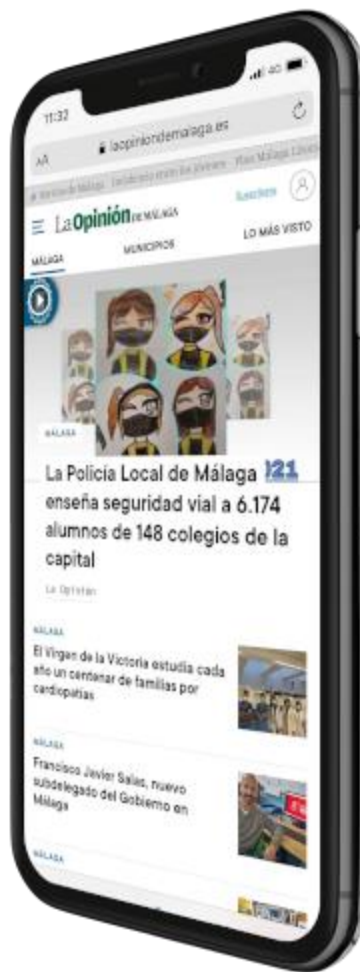 11:32
4G
AA laopiniondemalaga.es
La Opinión DE MÁLAGA
Suscríbete
MÁLAGA MUNICIPIOS LO MÁS VISTO
MÁLAGA
La Policía Local de Málaga
enseña seguridad vial a 6.174
alumnos de 148 colegios de la
capital
La Opinión
MÁLAGA
El Virgen de la Victoria estudia cada
año un centenar de familias por
cardiopatías
MÁLAGA
Francisco Javier Salas, nuevo
subdelegado del Gobierno en
Málaga
MÁLAGA